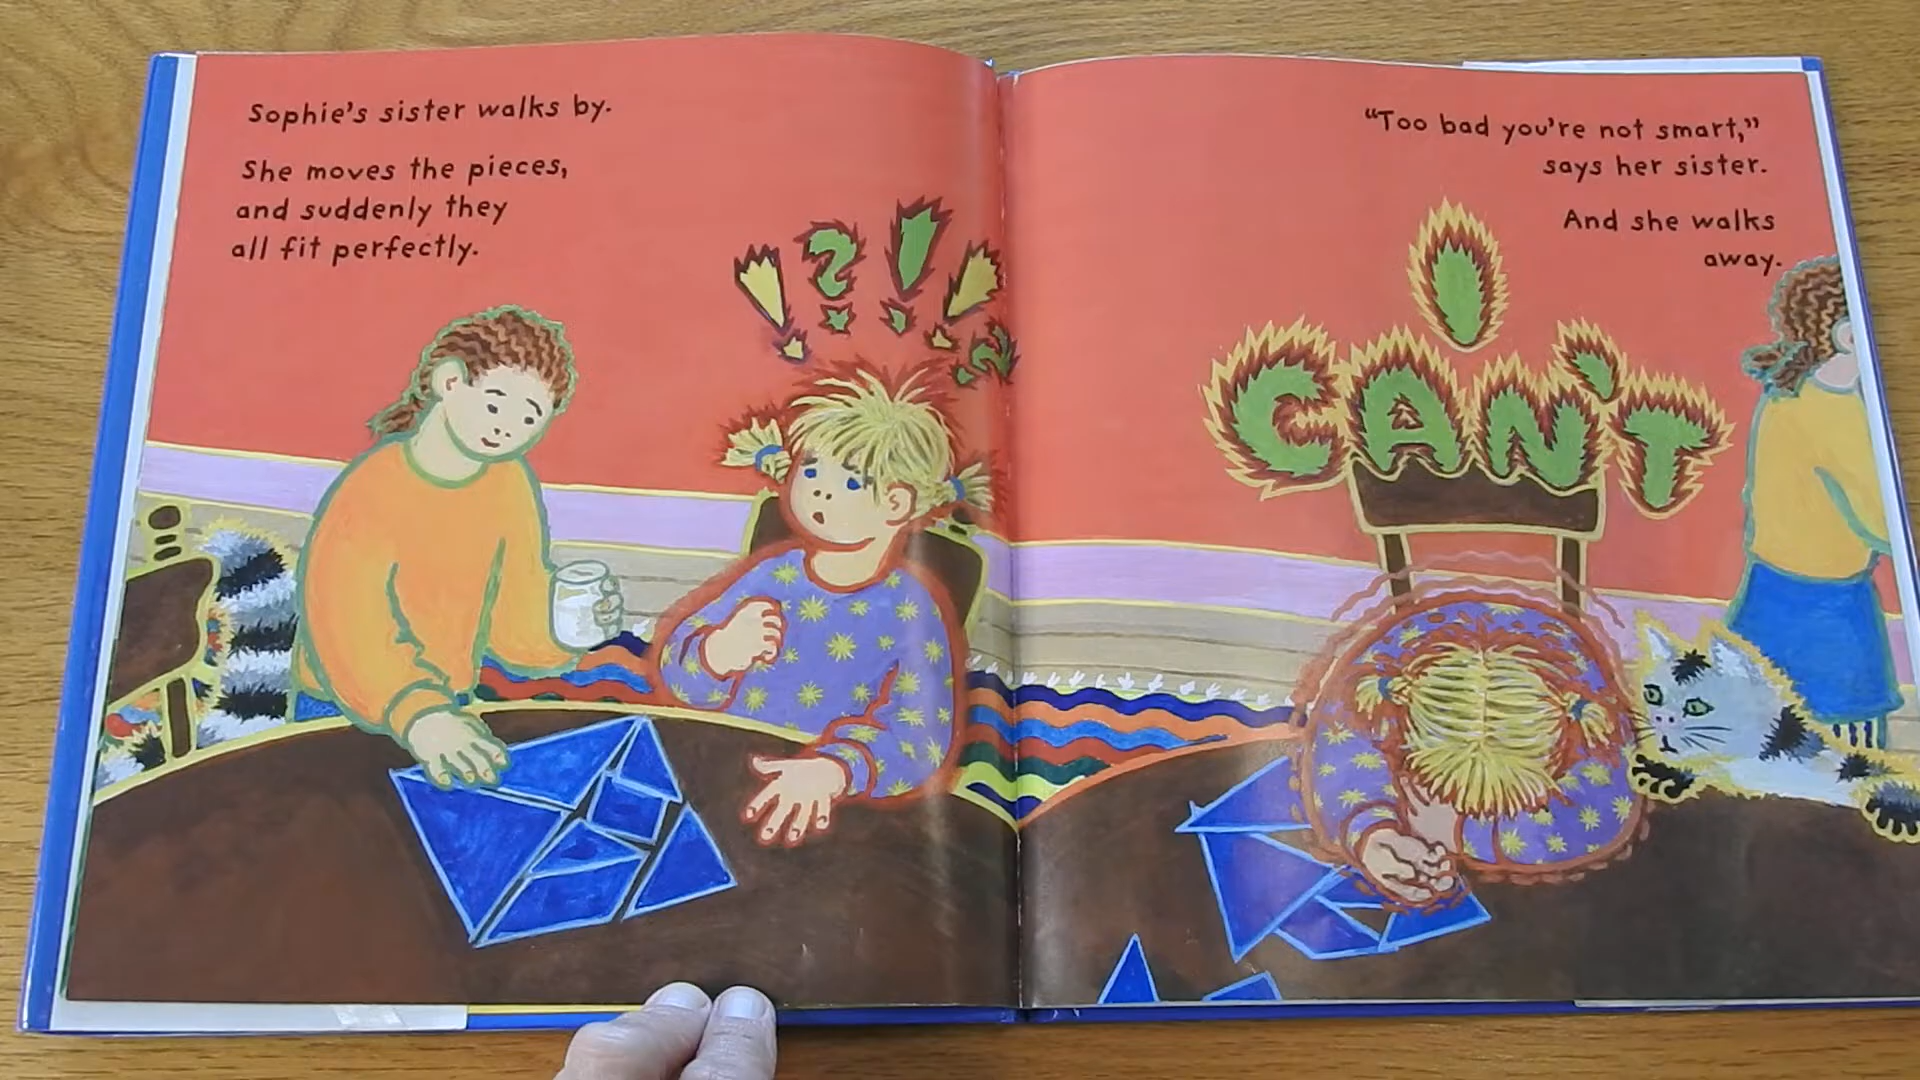 Sophie's sister walks by.
She moves the pieces,
and suddenly they
all fit perfectly.
! ? ! ! ?
“Too bad you're not smart,”
says her sister.
And she walks
away.
I
CAN'T